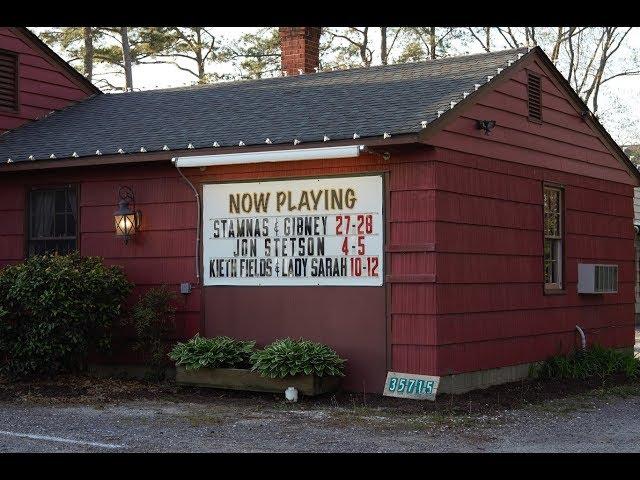 NOW PLAYING
STAMNAS & GIBNEY 27-28
JON STETSON 4-5
KIETH FIELDS & LADY SARAH 10-12
35715